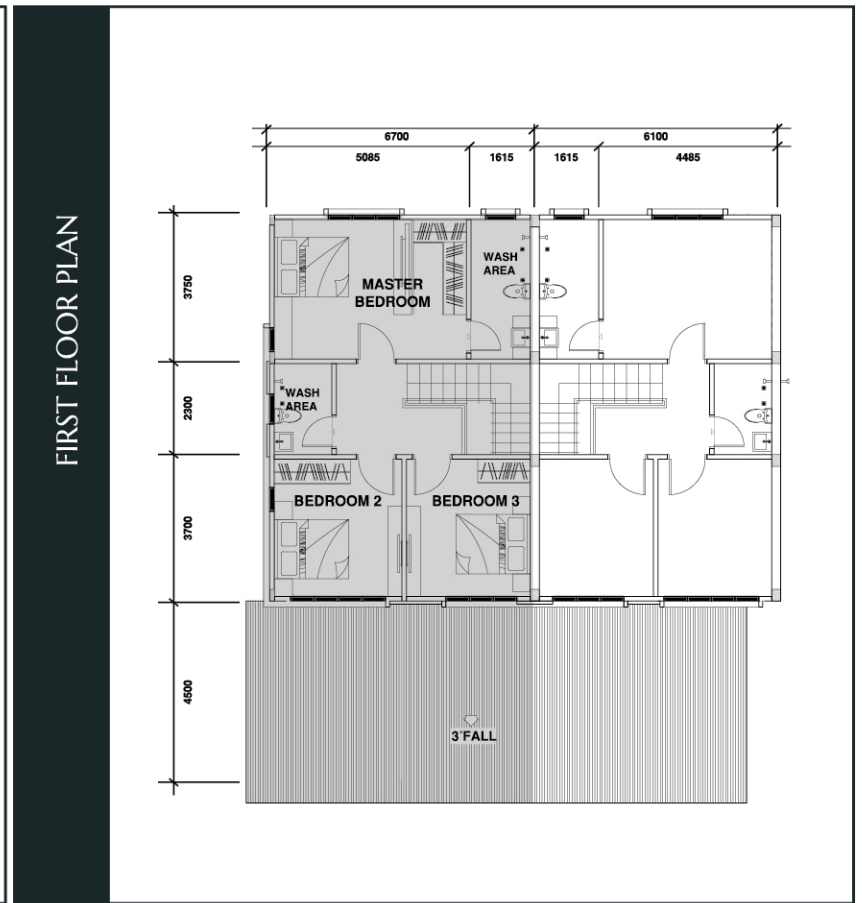 FIRST FLOOR PLAN
6700
6100
5085
1615
1615
4485
3750
2300
3700
4500
MASTER
BEDROOM
WASH
AREA
WASH
AREA
BEDROOM 2
BEDROOM 3
3°FALL